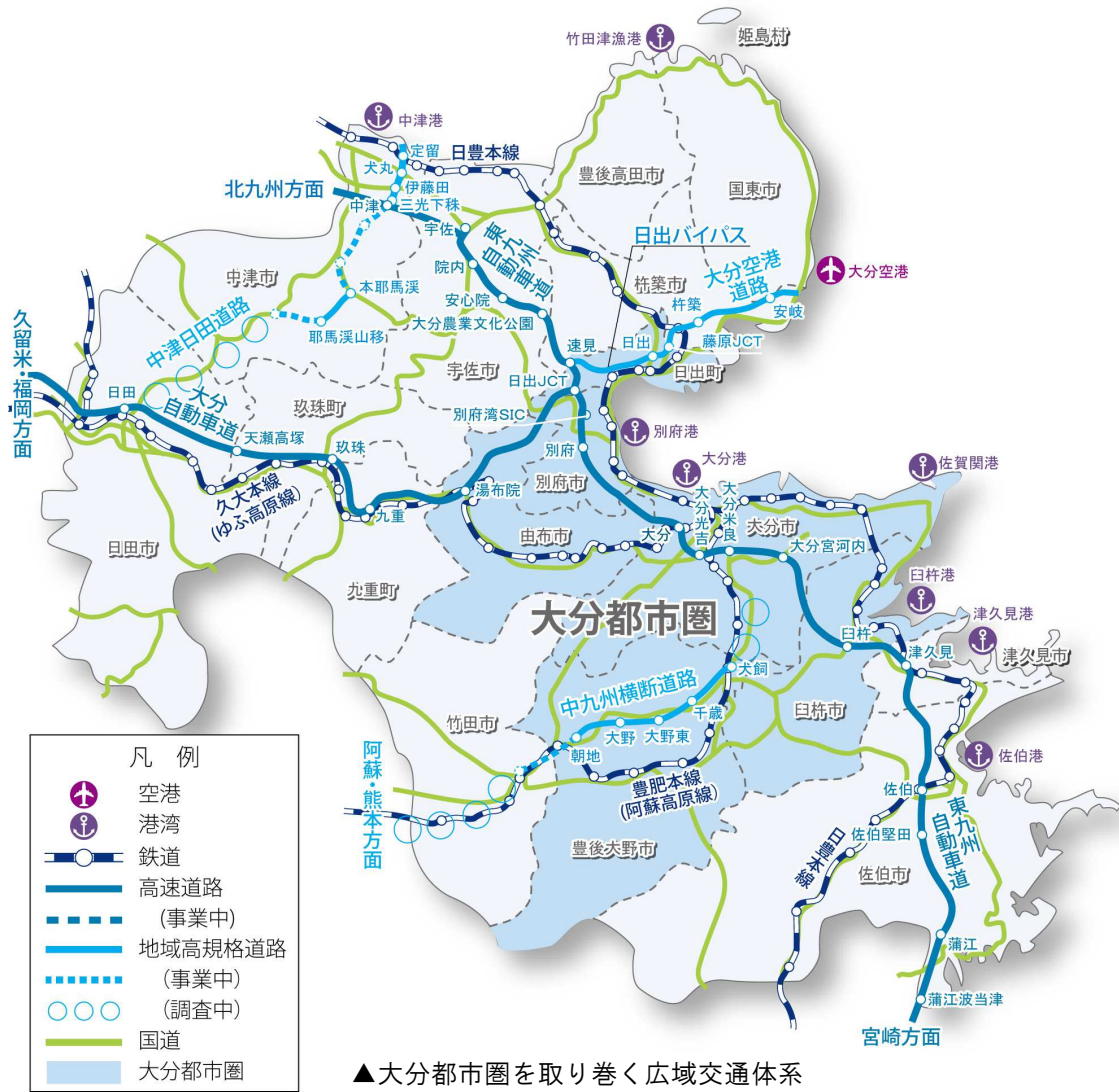 姫島村
竹田津漁港
中津港
定留
日豊本線
犬丸
豊後高田市
国東市
北九州方面
伊藤田
中津
三光下秣
宇佐
東九州
自動車道
日出バイパス
院内
大分空港
中津市
本耶馬渓
安心院
杵築市
大分空港
道路
杵築
安岐
久留米・福岡方面
中津日田道路
大分農業文化公園
耶馬渓山移
速見
日出
藤原JCT
宇佐市
日出町
日田
大分
自動車道
玖珠町
日出JCT
別府湾SIC
別府港
天瀬高塚
玖珠
別府
大分港
佐賀関港
久大本線
(ゆふ高原線)
湯布院
別府市
九重
大分光吉
大分米良
大分市
日田市
由布市
大分
大分宮河内
九重町
臼杵港
大分都市圏
津久見港
臼杵
津久見
津久見市
犬飼
中九州横断道路
竹田市
千歳
臼杵市
大野
大野東
朝地
阿蘇・熊本方面
豊肥本線
(阿蘇高原線)
佐伯港
佐伯
東九州
自動車道
佐伯堅田
豊後大野市
日豊本線
佐伯市
蒲江
蒲江波当津
宮崎方面
凡 例
空港
港湾
鉄道
高速道路
(事業中)
地域高規格道路
(事業中)
(調査中)
国道
大分都市圏
▲大分都市圏を取り巻く広域交通体系